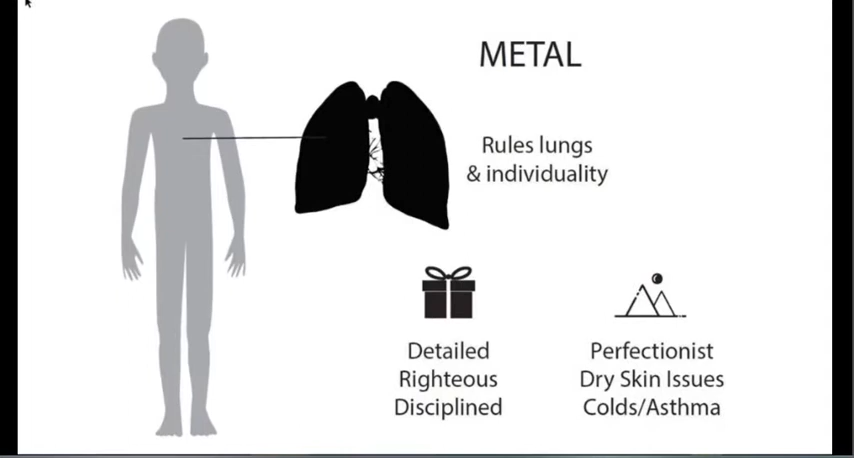 METAL
Rules lungs
& individuality
Detailed
Righteous
Disciplined
Perfectionist
Dry Skin Issues
Colds/Asthma